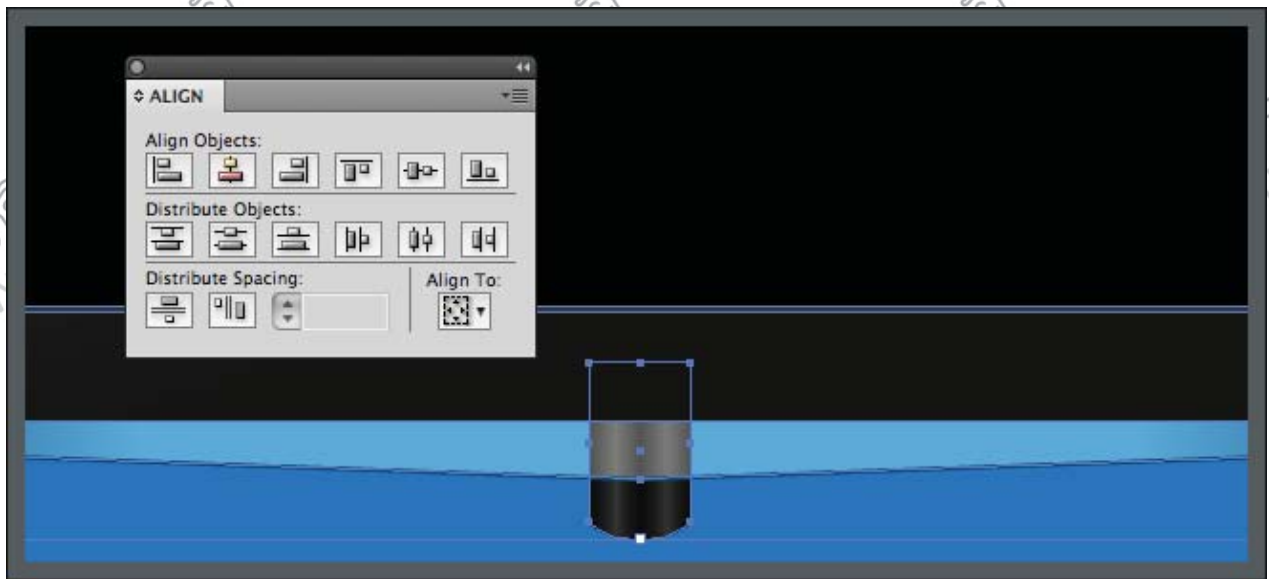 ALIGN
Align Objects:
Distribute Objects:
Distribute Spacing:
Align To: